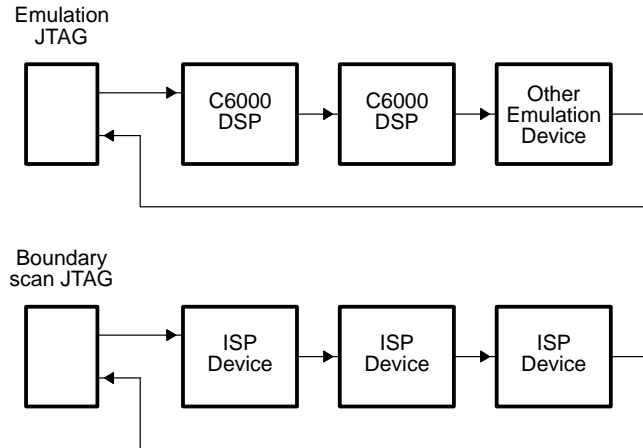 Emulation
JTAG
C6000
DSP
C6000
DSP
Other
Emulation
Device
Boundary
scan JTAG
ISP
Device
ISP
Device
ISP
Device